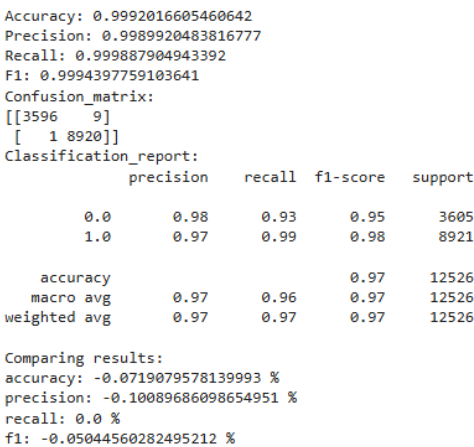 Accuracy: 0.9992016605460642
Precision: 0.9989920483816777
Recall: 0.999887904943392
F1: 0.9994397759103641
Confusion_matrix:
[[3596    9]
 [   1 8920]]
Classification_report:
              precision    recall  f1-score   support

         0.0       0.98      0.93      0.95      3605
         1.0       0.97      0.99      0.98      8921

    accuracy                           0.97     12526
   macro avg       0.97      0.96      0.97     12526
weighted avg       0.97      0.97      0.97     12526

Comparing results:
accuracy: -0.0719079578139993 %
precision: -0.10089686098654951 %
recall: 0.0 %
f1: -0.05044560282495212 %